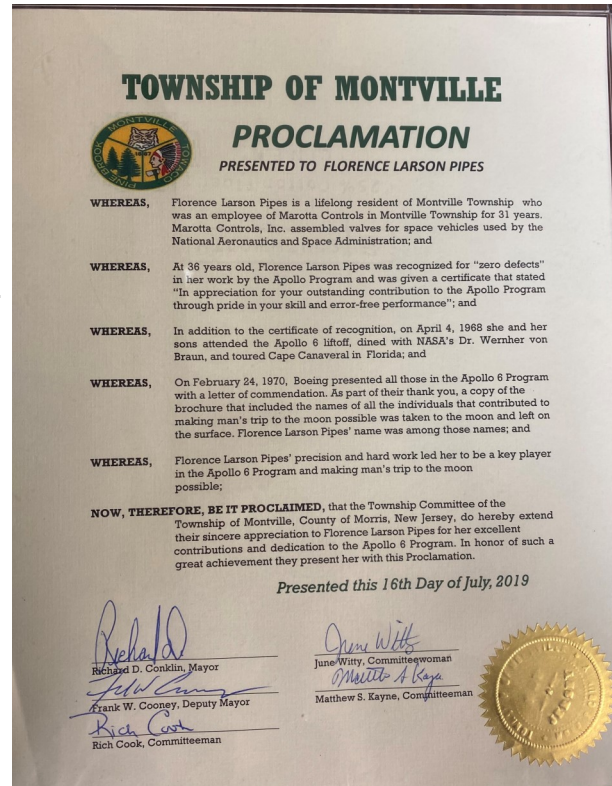 TOWNSHIP OF MONTVILLE
MONTVILLE
PINE BROOK
TOWACO
1867
PROCLAMATION
PRESENTED TO FLORENCE LARSON PIPES
WHEREAS, Florence Larson Pipes is a lifelong resident of Montville Township who
was an employee of Marotta Controls in Montville Township for 31 years.
Marotta Controls, Inc. assembled valves for space vehicles used by the
National Aeronautics and Space Administration; and
WHEREAS, At 36 years old, Florence Larson Pipes was recognized for "zero defects"
in her work by the Apollo Program and was given a certificate that stated
"In appreciation for your outstanding contribution to the Apollo Program
through pride in your skill and error-free performance"; and
WHEREAS, In addition to the certificate of recognition, on April 4, 1968 she and her
sons attended the Apollo 6 liftoff, dined with NASA's Dr. Wernher von
Braun, and toured Cape Canaveral in Florida; and
WHEREAS, On February 24, 1970, Boeing presented all those in the Apollo 6 Program
with a letter of commendation. As part of their thank you, a copy of the
brochure that included the names of all the individuals that contributed to
making man's trip to the moon possible was taken to the moon and left on
the surface. Florence Larson Pipes' name was among those names; and
WHEREAS, Florence Larson Pipes' precision and hard work led her to be a key player
in the Apollo 6 Program and making man's trip to the moon
possible;
NOW, THEREFORE, BE IT PROCLAIMED, that the Township Committee of the
Township of Montville, County of Morris, New Jersey, do hereby extend
their sincere appreciation to Florence Larson Pipes for her excellent
contributions and dedication to the Apollo 6 Program. In honor of such a
great achievement they present her with this Proclamation.
Presented this 16th Day of July, 2019
Richard D. Conklin, Mayor
June Witty
June Witty, Committeewoman
Frank W. Cooney, Deputy Mayor
Matthew S. Kayne, Committeeman
Rich Cook
Rich Cook, Committeeman